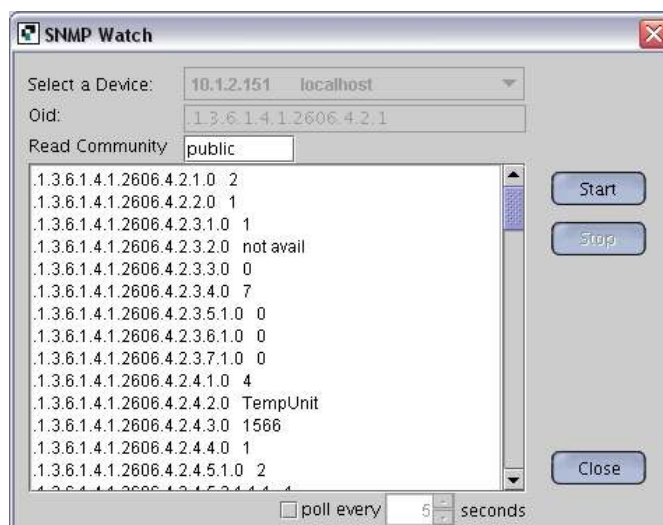 SNMP Watch
Select a Device: 10.1.2.151 localhost
Oid: .1.3.6.1.4.1.2606.4.2.1
Read Community public
.1.3.6.1.4.1.2606.4.2.1.0 2
.1.3.6.1.4.1.2606.4.2.2.0 1
.1.3.6.1.4.1.2606.4.2.3.1.0 1
.1.3.6.1.4.1.2606.4.2.3.2.0 not avail
.1.3.6.1.4.1.2606.4.2.3.3.0 0
.1.3.6.1.4.1.2606.4.2.3.4.0 7
.1.3.6.1.4.1.2606.4.2.3.5.1.0 0
.1.3.6.1.4.1.2606.4.2.3.6.1.0 0
.1.3.6.1.4.1.2606.4.2.3.7.1.0 0
.1.3.6.1.4.1.2606.4.2.4.1.0 4
.1.3.6.1.4.1.2606.4.2.4.2.0 TempUnit
.1.3.6.1.4.1.2606.4.2.4.3.0 1566
.1.3.6.1.4.1.2606.4.2.4.4.0 1
.1.3.6.1.4.1.2606.4.2.4.5.1.0 2
Start
Stop
Close
poll every 5 seconds